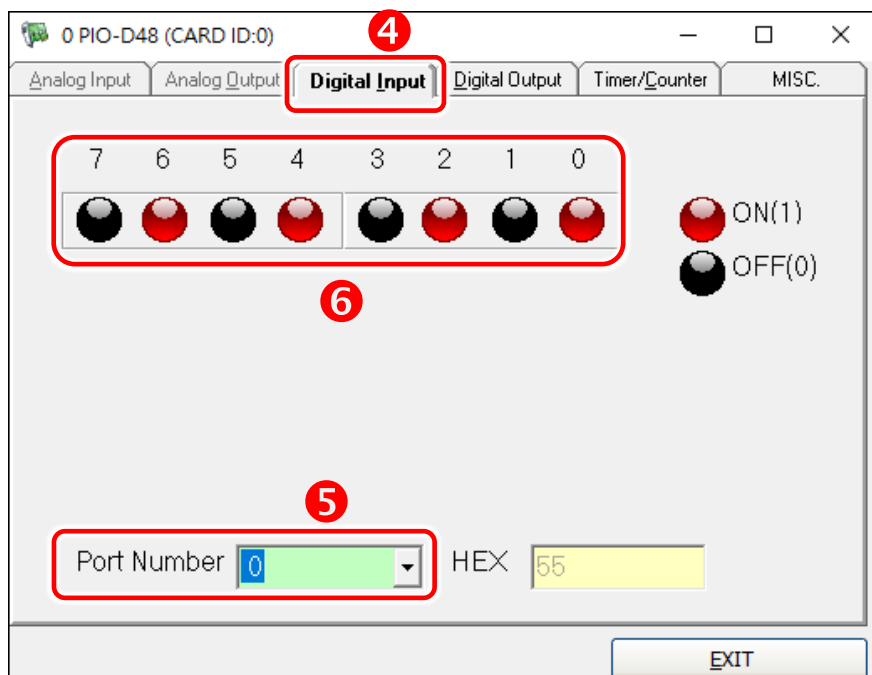 0 PIO-D48 (CARD ID:0)
4
Analog Input Analog Output Digital Input Digital Output Timer/Counter MISC.
7 6 5 4 3 2 1 0
ON(1)
OFF(0)
6
5
Port Number 0 HEX 55
EXIT